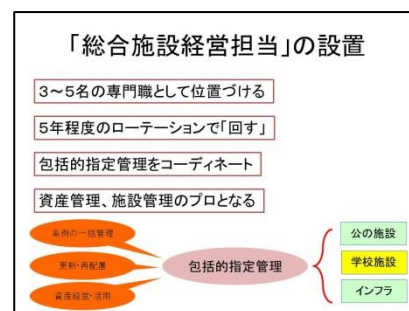 「総合施設経営担当」の設置
3～5名の専門職として位置づける
5年程度のローテーションで「回す」
包括的指定管理をコーディネート
資産管理、施設管理のプロとなる
条例の一括管理
更新・再配置
資産経営・活用
包括的指定管理
公の施設
学校施設
インフラ